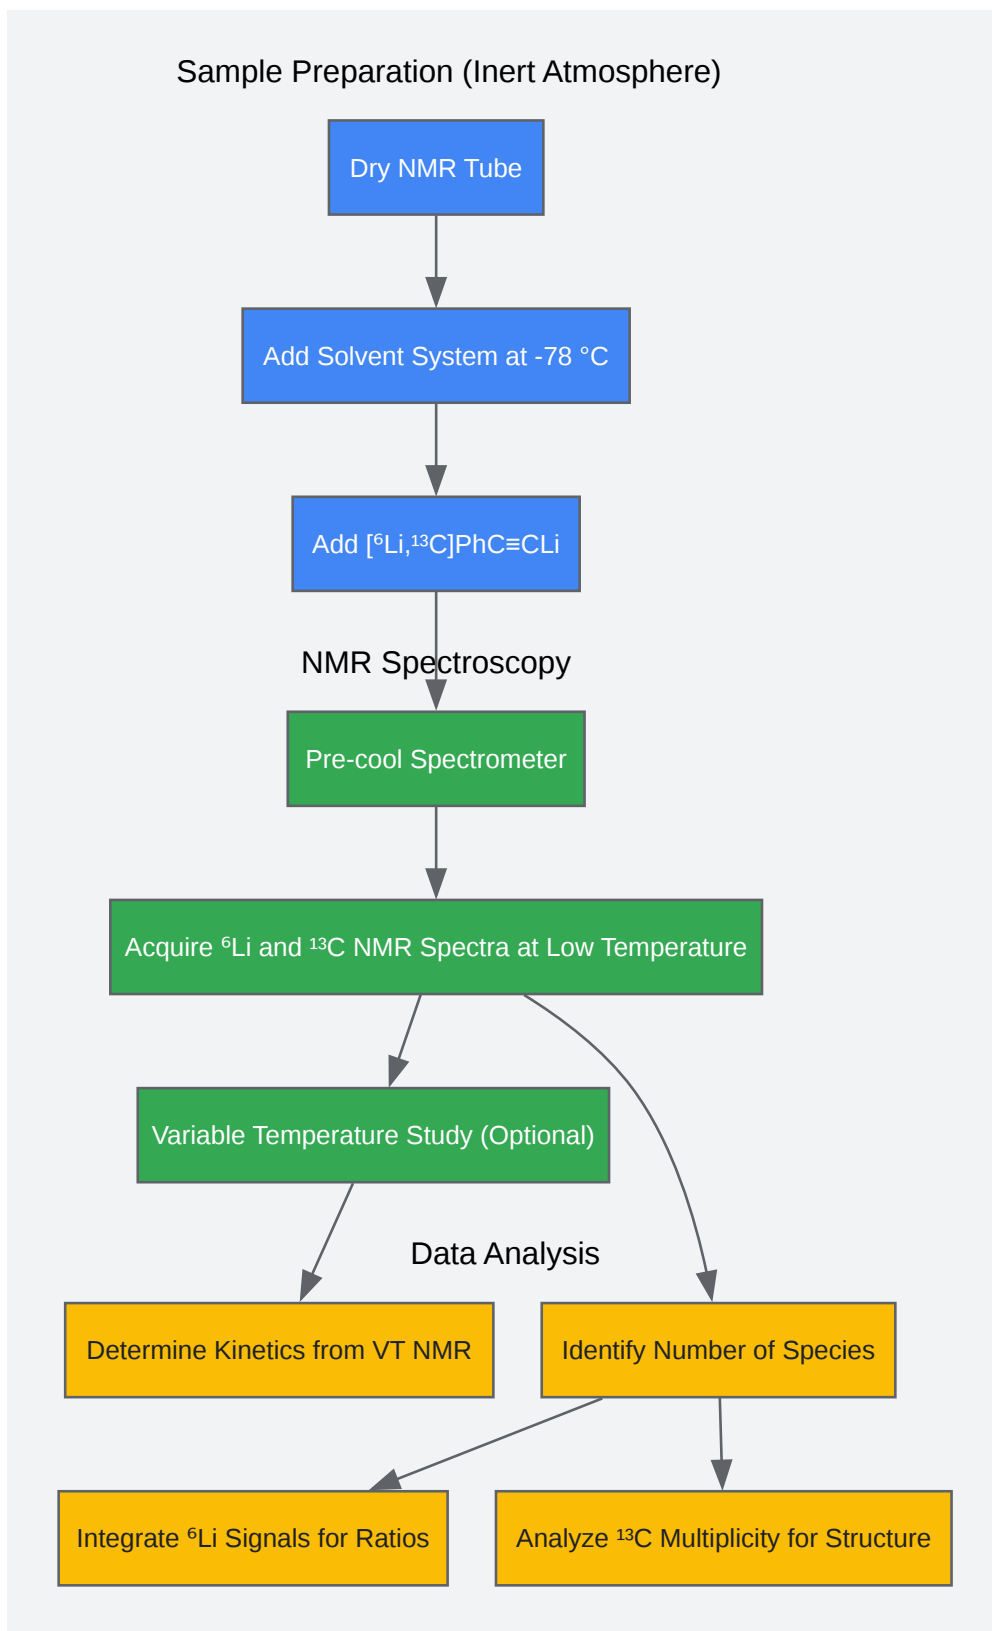 Sample Preparation (Inert Atmosphere)
Dry NMR Tube
Add Solvent System at -78 °C
Add [⁶Li,¹³C]PhC≡CLi
NMR Spectroscopy
Pre-cool Spectrometer
Acquire ⁶Li and ¹³C NMR Spectra at Low Temperature
Variable Temperature Study (Optional)
Data Analysis
Determine Kinetics from VT NMR
Identify Number of Species
Integrate ⁶Li Signals for Ratios
Analyze ¹³C Multiplicity for Structure